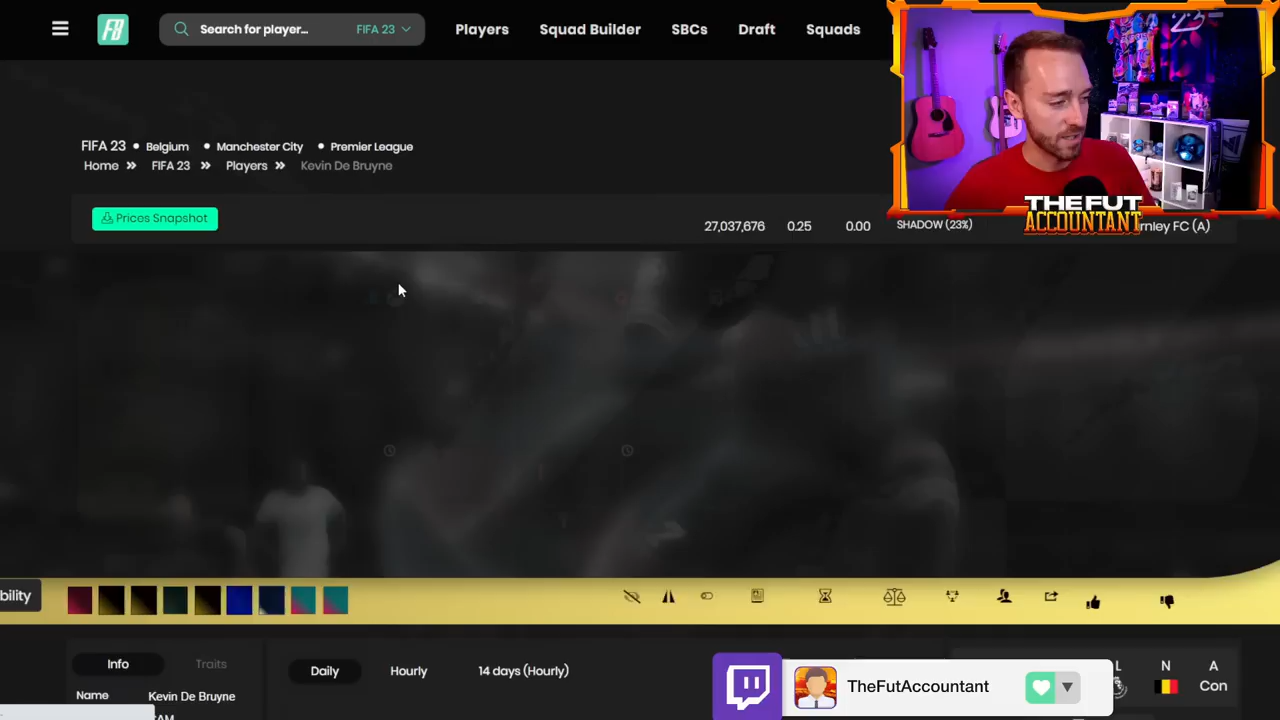 Search for player... FIFA 23 Players Squad Builder SBCs Draft Squads
FIFA 23 Belgium Manchester City Premier League
Home FIFA 23 Players Kevin De Bruyne
Prices Snapshot 27,037,676 0.25 0.00 SHADOW (23%) rnley FC (A)
THE FUT
ACCOUNTANT
bility
Info Traits Daily Hourly 14 days (Hourly) L N A
Name Kevin De Bruyne Con
TheFutAccountant